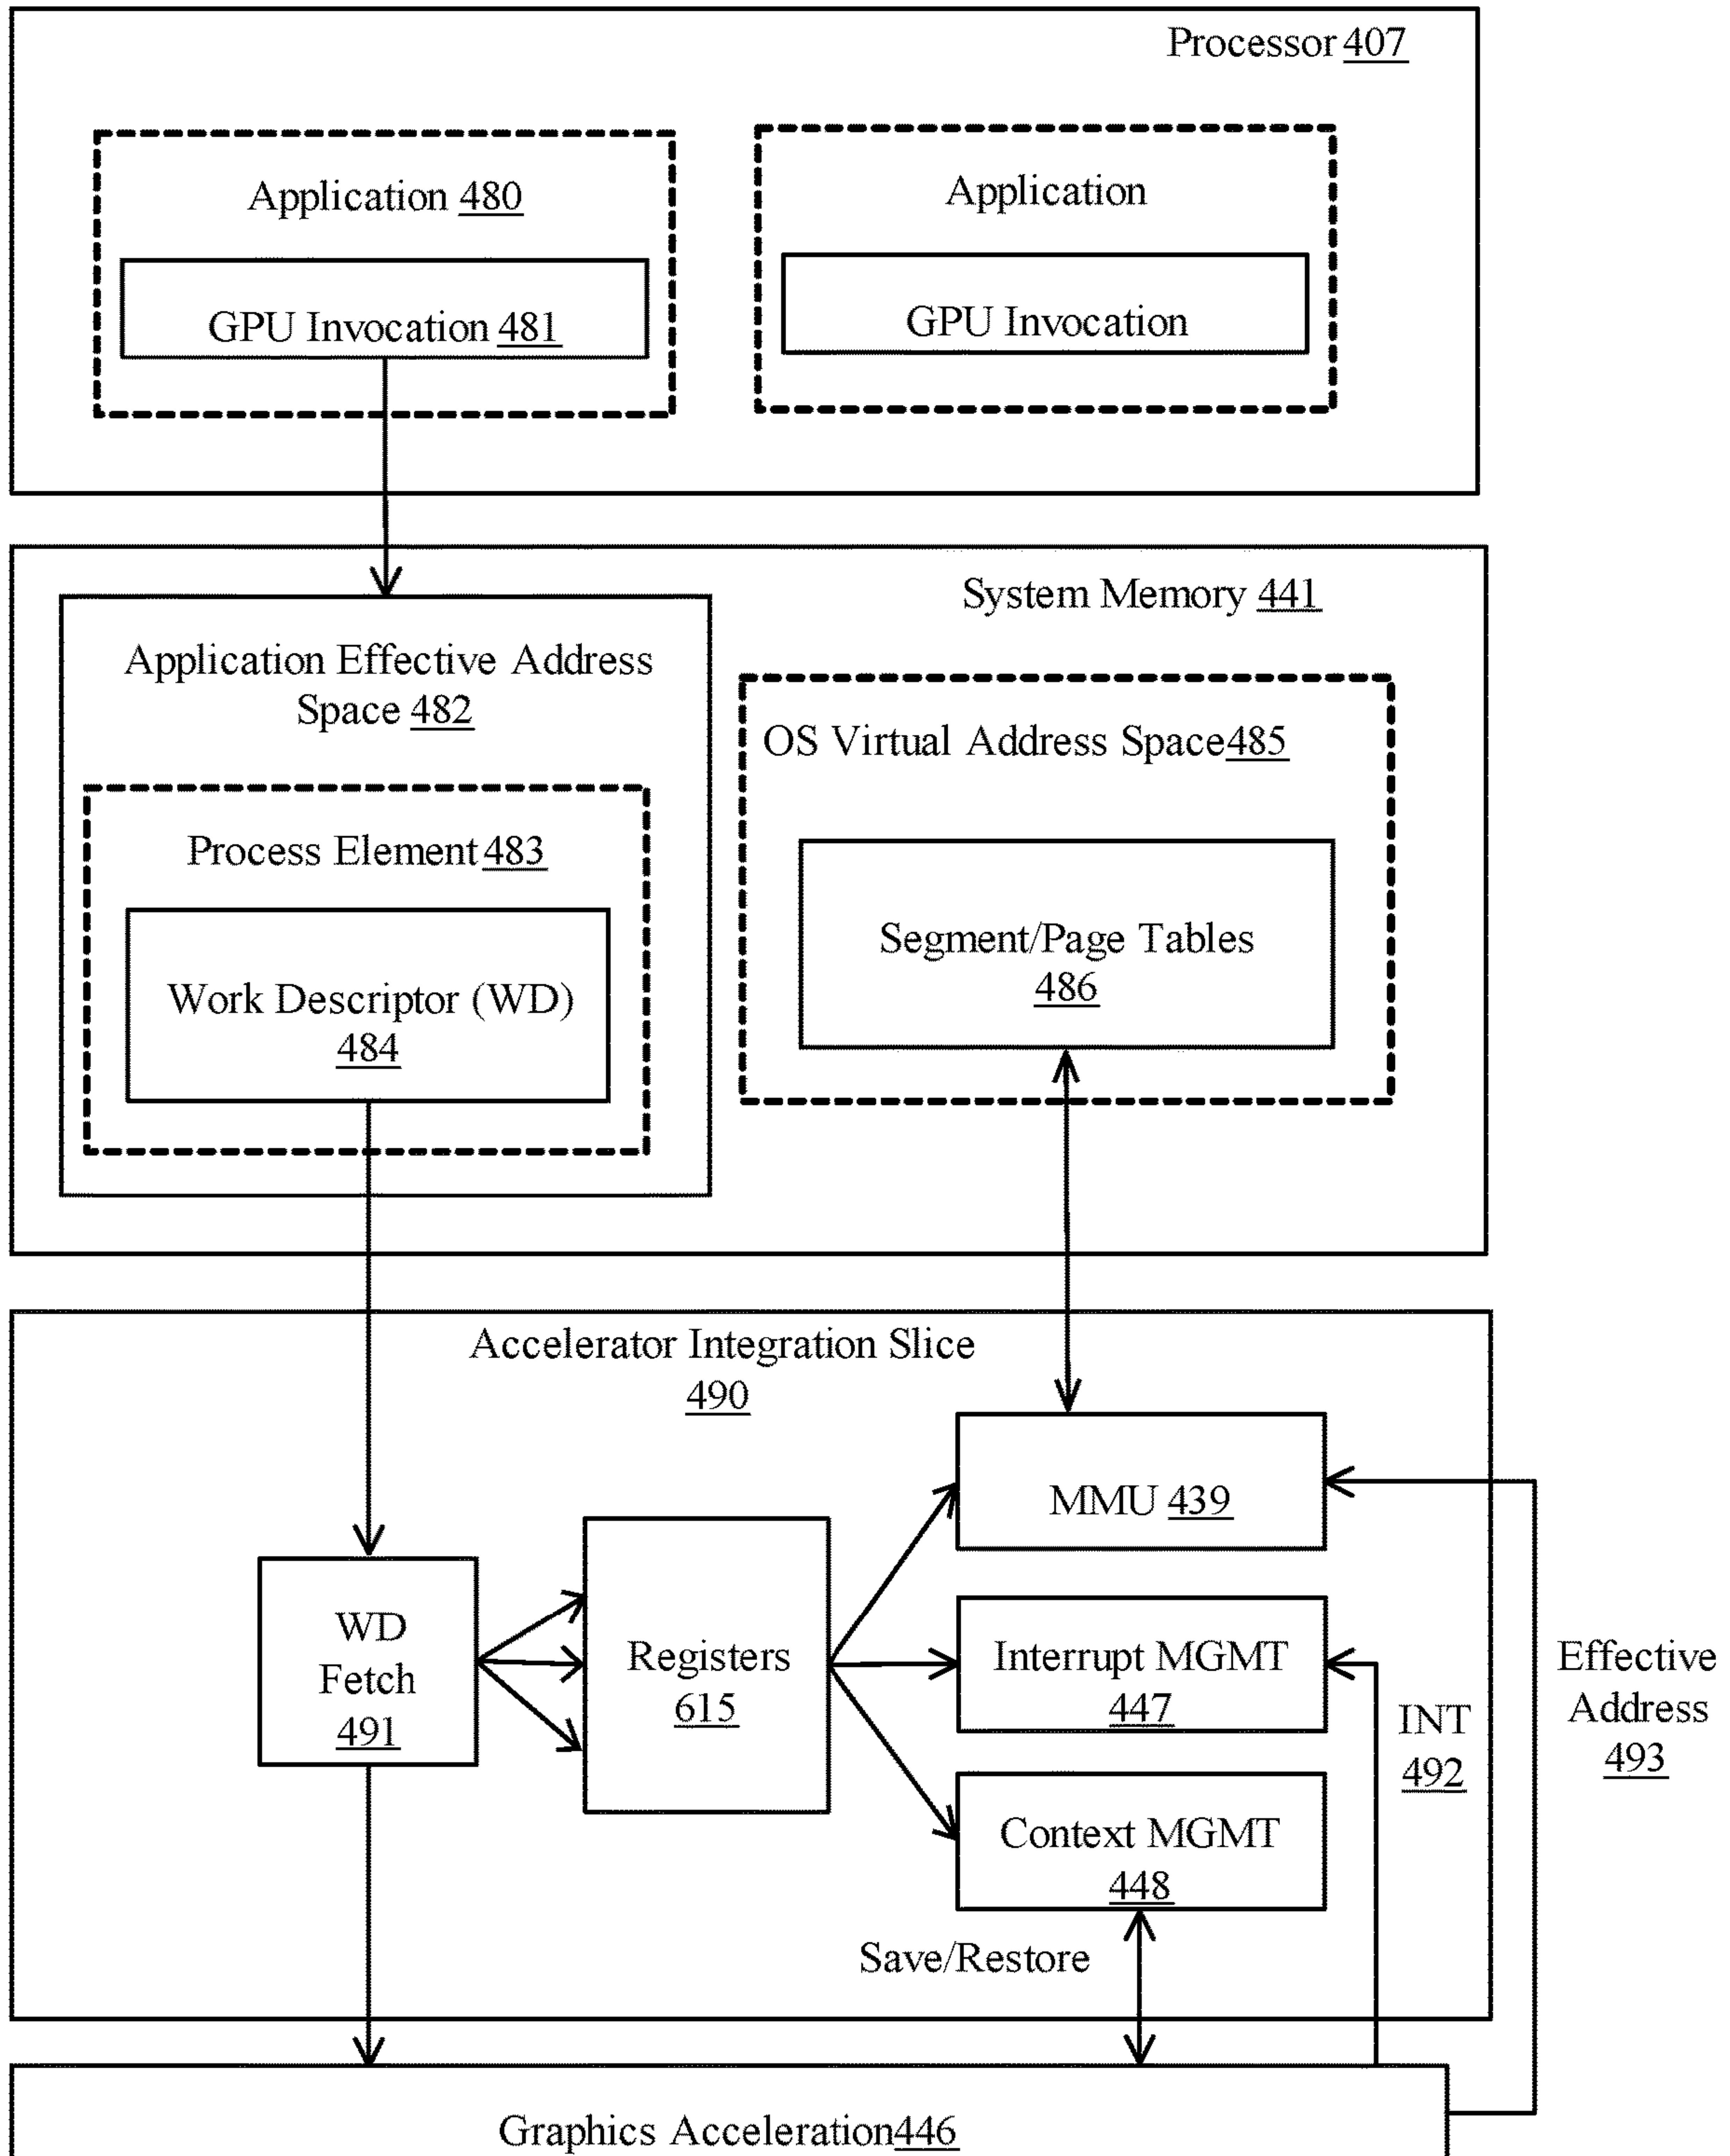 Processor 407
Application 480
GPU Invocation 481
Application
GPU Invocation
System Memory 441
Application Effective Address
Space 482
Process Element 483
Work Descriptor (WD)
484
OS Virtual Address Space 485
Segment/Page Tables
486
Accelerator Integration Slice
490
WD
Fetch
491
Registers
615
MMU 439
Interrupt MGMT
447
Context MGMT
448
Save/Restore
INT
492
Effective
Address
493
Graphics Acceleration 446